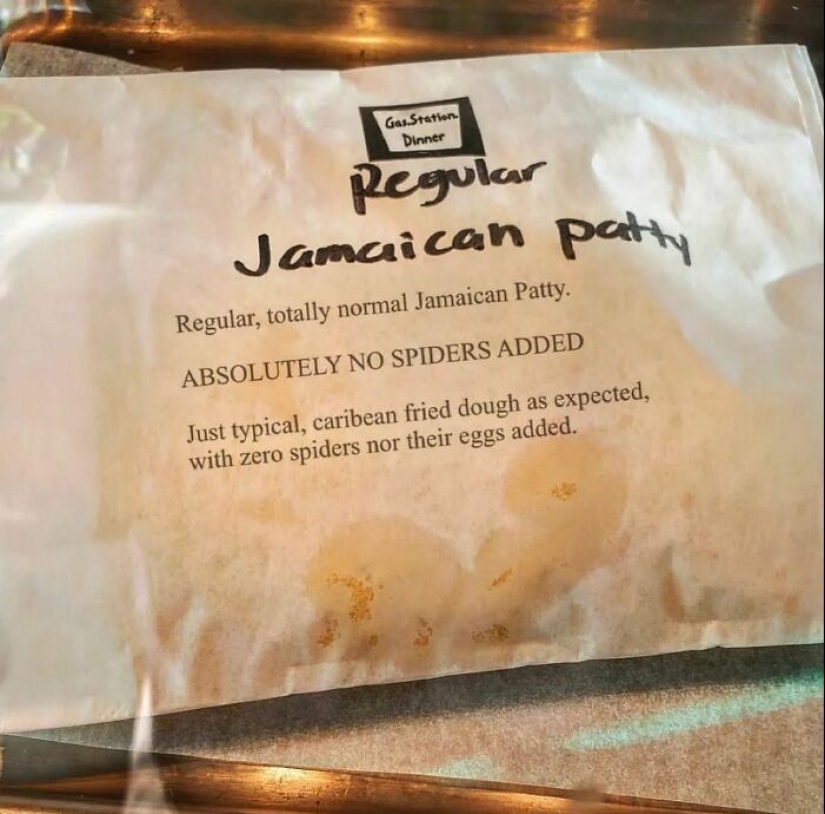 Gas.Station
Dinner
Regular
Jamaican patty
Regular, totally normal Jamaican Patty.
ABSOLUTELY NO SPIDERS ADDED
Just typical, caribean fried dough as expected,
with zero spiders nor their eggs added.